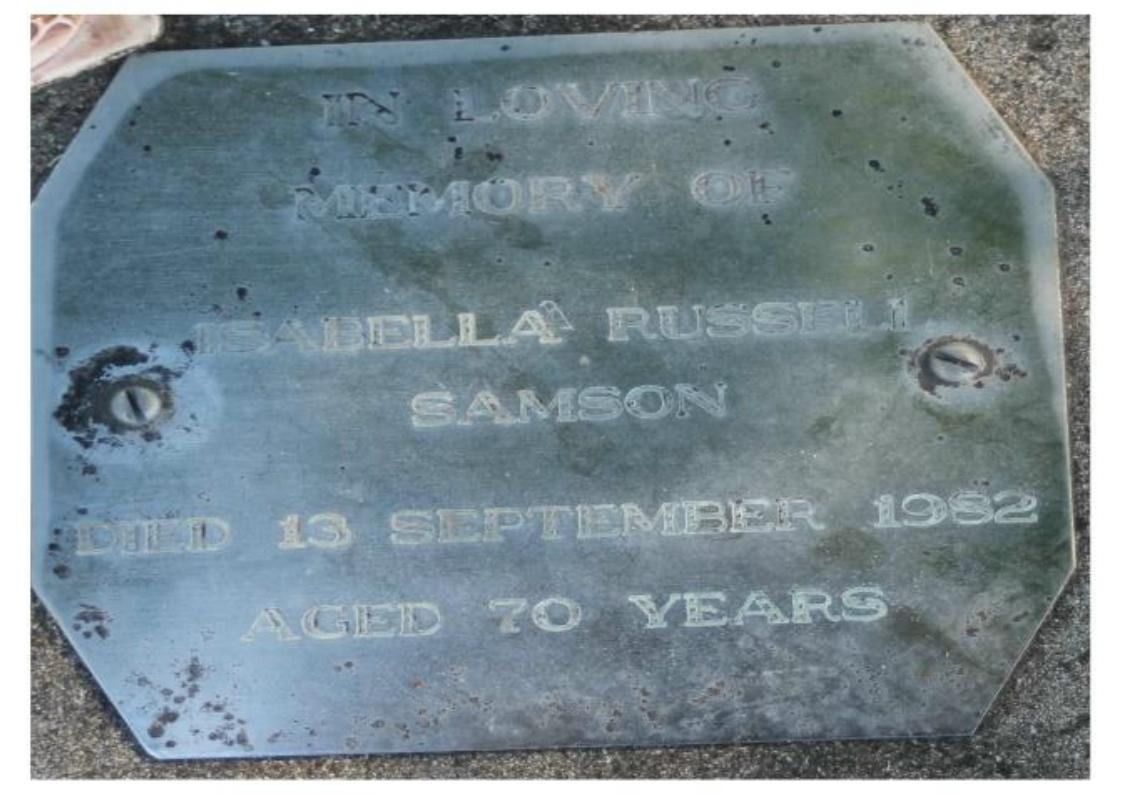 IN LOVING
MEMORY OF
ISABELLA RUSSELL
SAMSON
DIED 13 SEPTEMBER 1982
AGED 70 YEARS